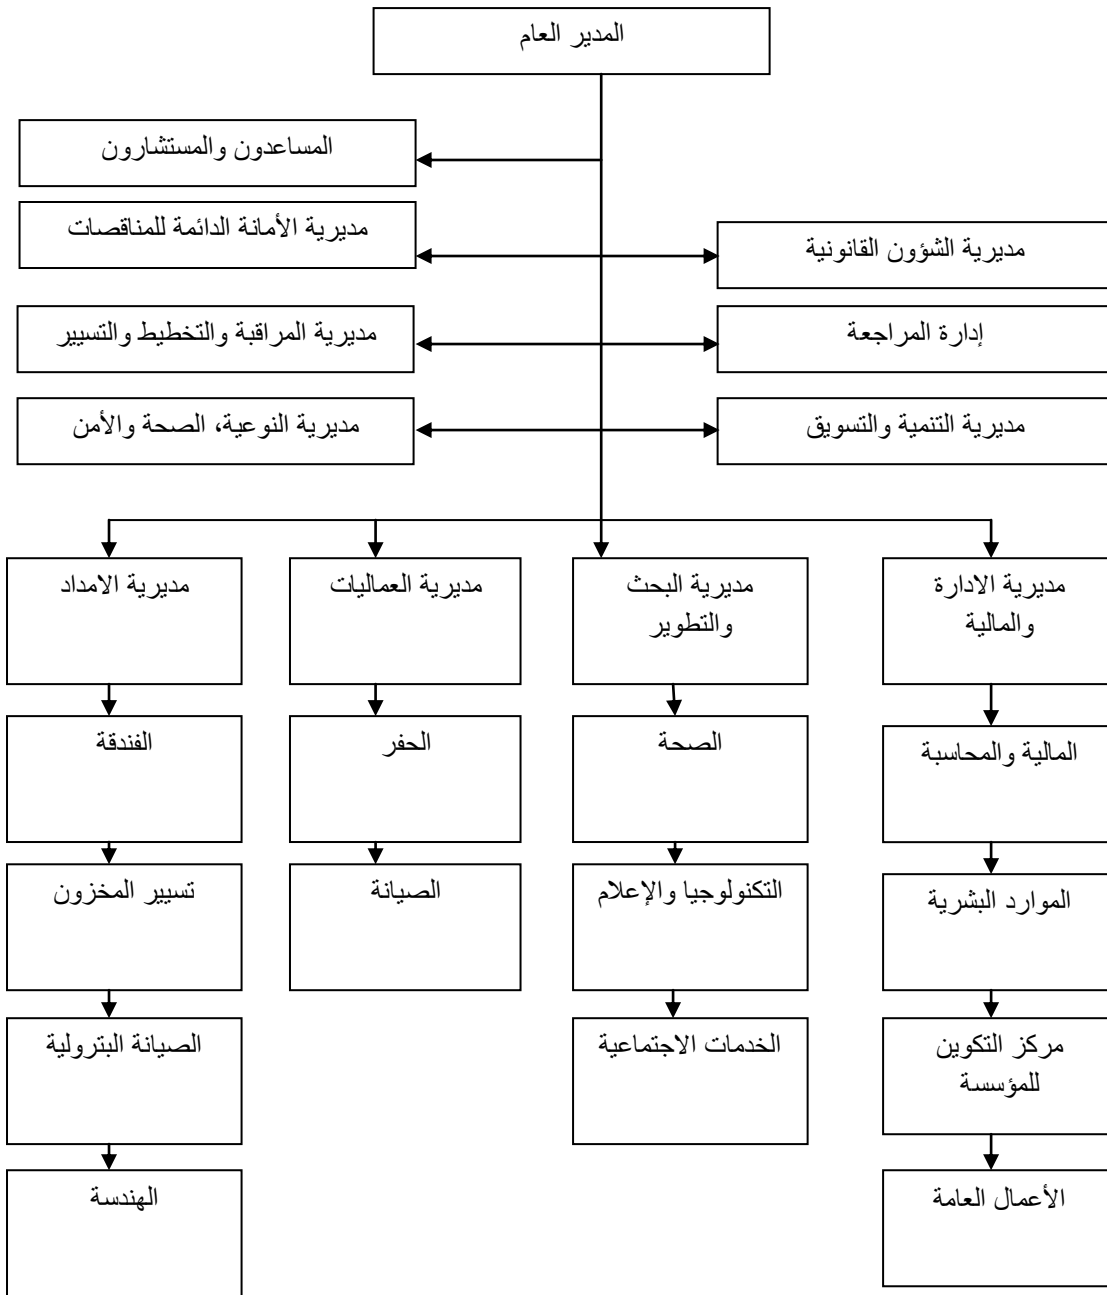 المدير العام
المساعدون والمستشارون
مديرية الشؤون القانونية
مديرية الأمانة الدائمة للمناقصات
إدارة المراجعة
مديرية المراقبة والتخطيط والتسيير
مديرية التنمية والتسويق
مديرية النوعية، الصحة والأمن
مديرية الادارة
والمالية
مديرية البحث
والتطوير
مديرية العماليات
مديرية الامداد
المالية والمحاسبة
الصحة
الحفر
الفندقة
الموارد البشرية
التكنولوجيا والإعلام
الصيانة
تسيير المخزون
مركز التكوين
للمؤسسة
الخدمات الاجتماعية
الصيانة البترولية
الأعمال العامة
الهندسة